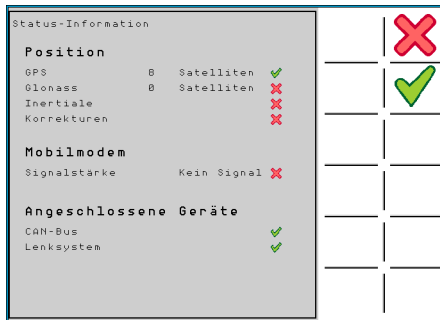 Status-Information
Position
GPS 8 Satelliten
Glonass 0 Satelliten
Inertiale
Korrekturen
Mobilmodem
Signalstärke Kein Signal
Angeschlossene Geräte
CAN-Bus
Lenksystem